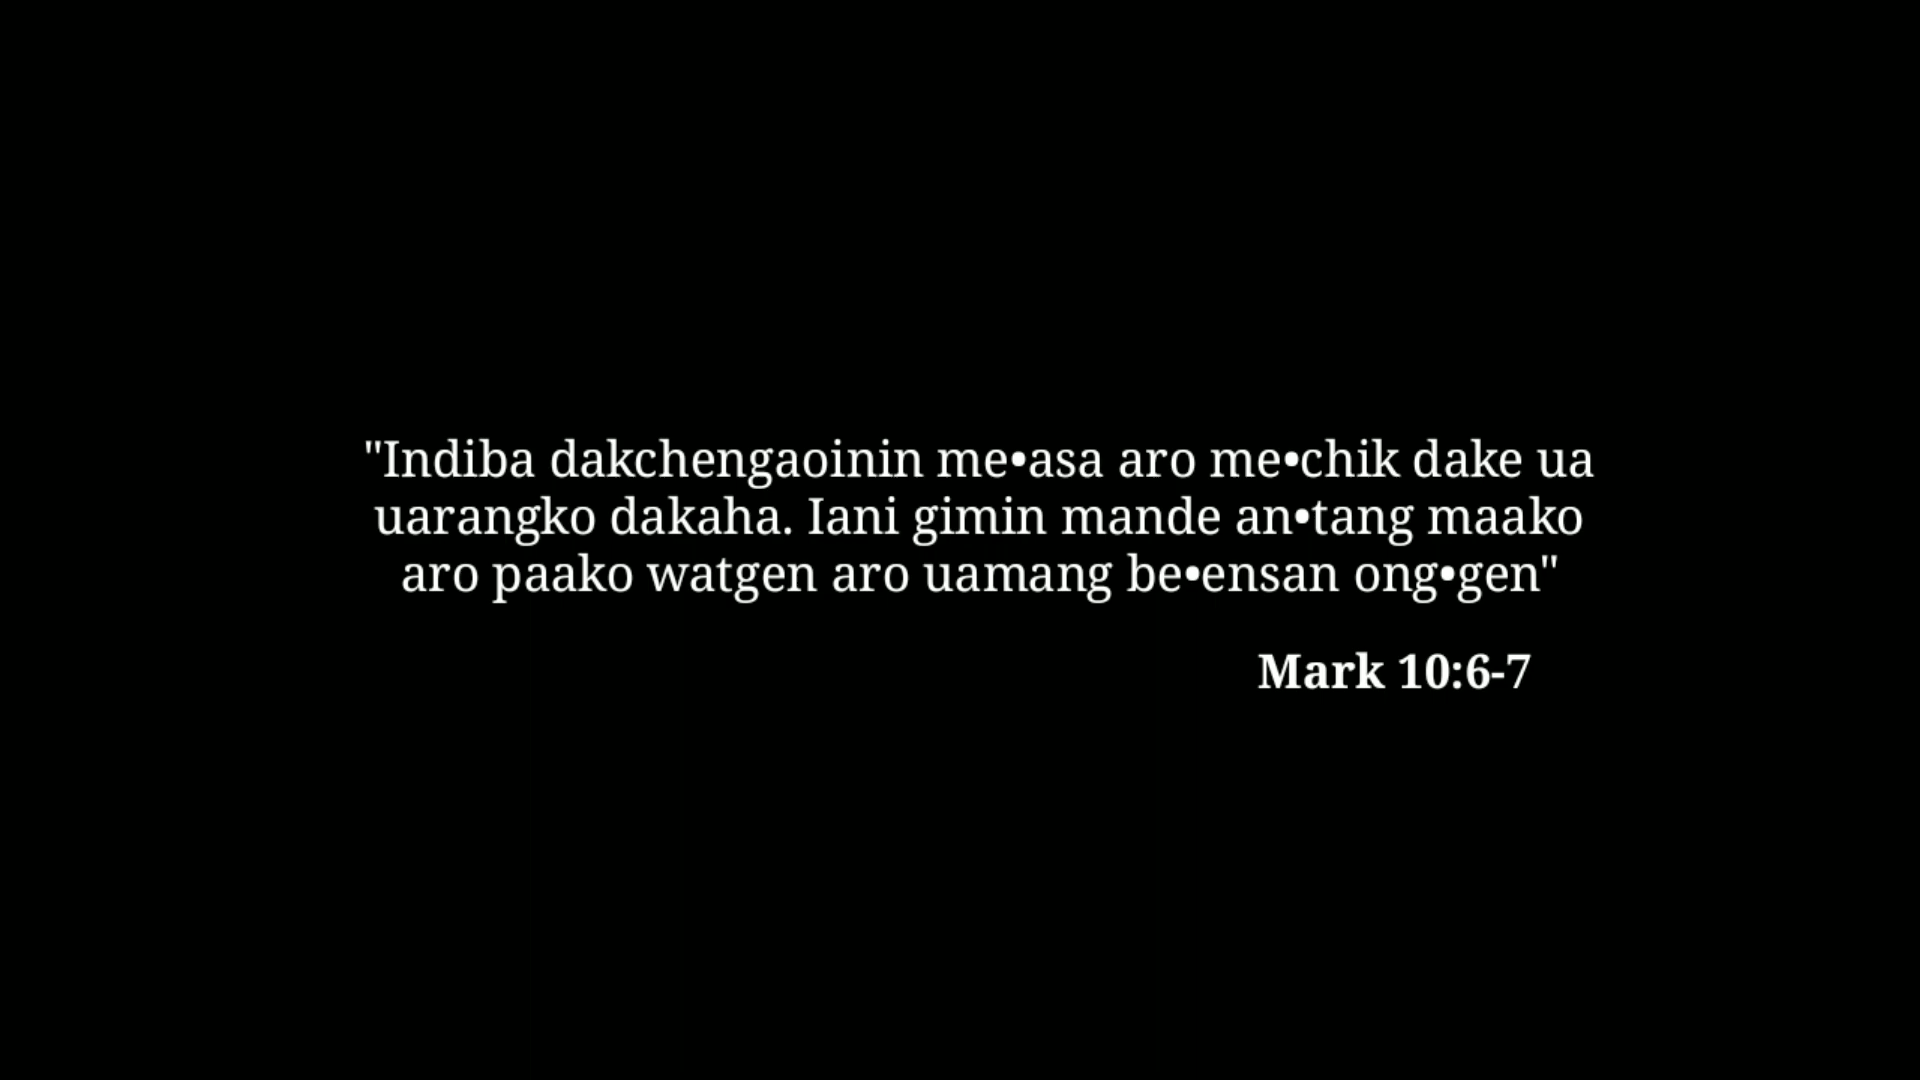 "Indiba dakchengaoinin me•asa aro me•chik dake ua
uarangko dakaha. Iani gimin mande an•tang maako
aro paako watgen aro uamang be•ensan ong•gen"
Mark 10:6-7